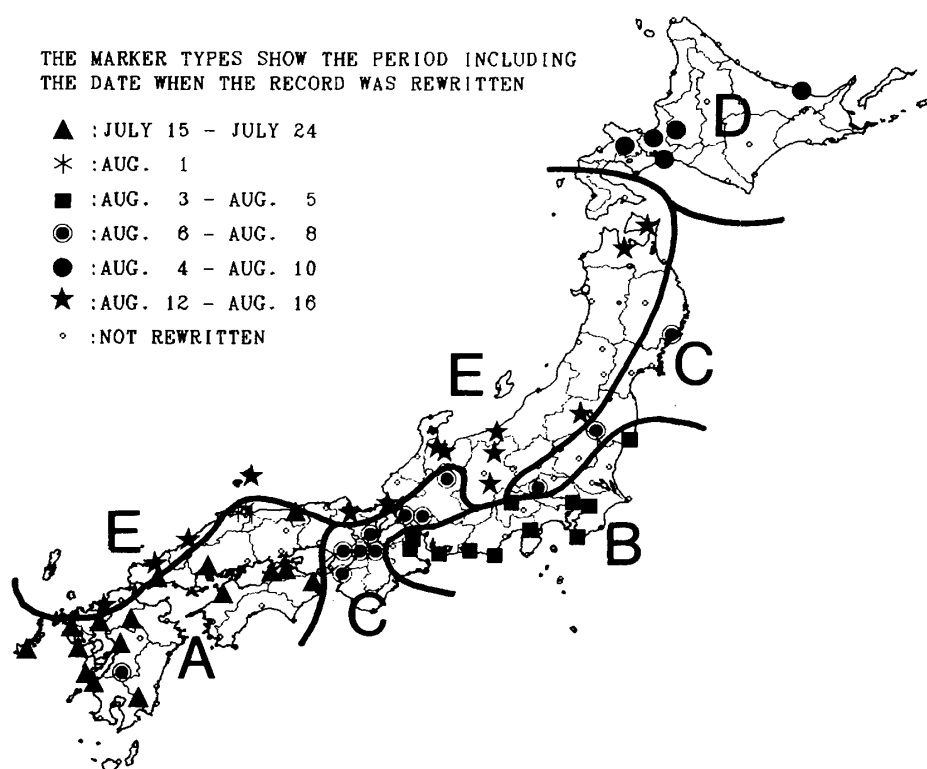 THE MARKER TYPES SHOW THE PERIOD INCLUDING
THE DATE WHEN THE RECORD WAS REWRITTEN
:JULY 15 - JULY 24
:AUG. 1
:AUG. 3 - AUG. 5
:AUG. 6 - AUG. 8
:AUG. 4 - AUG. 10
:AUG. 12 - AUG. 16
:NOT REWRITTEN
D
C
E
E
B
C
A